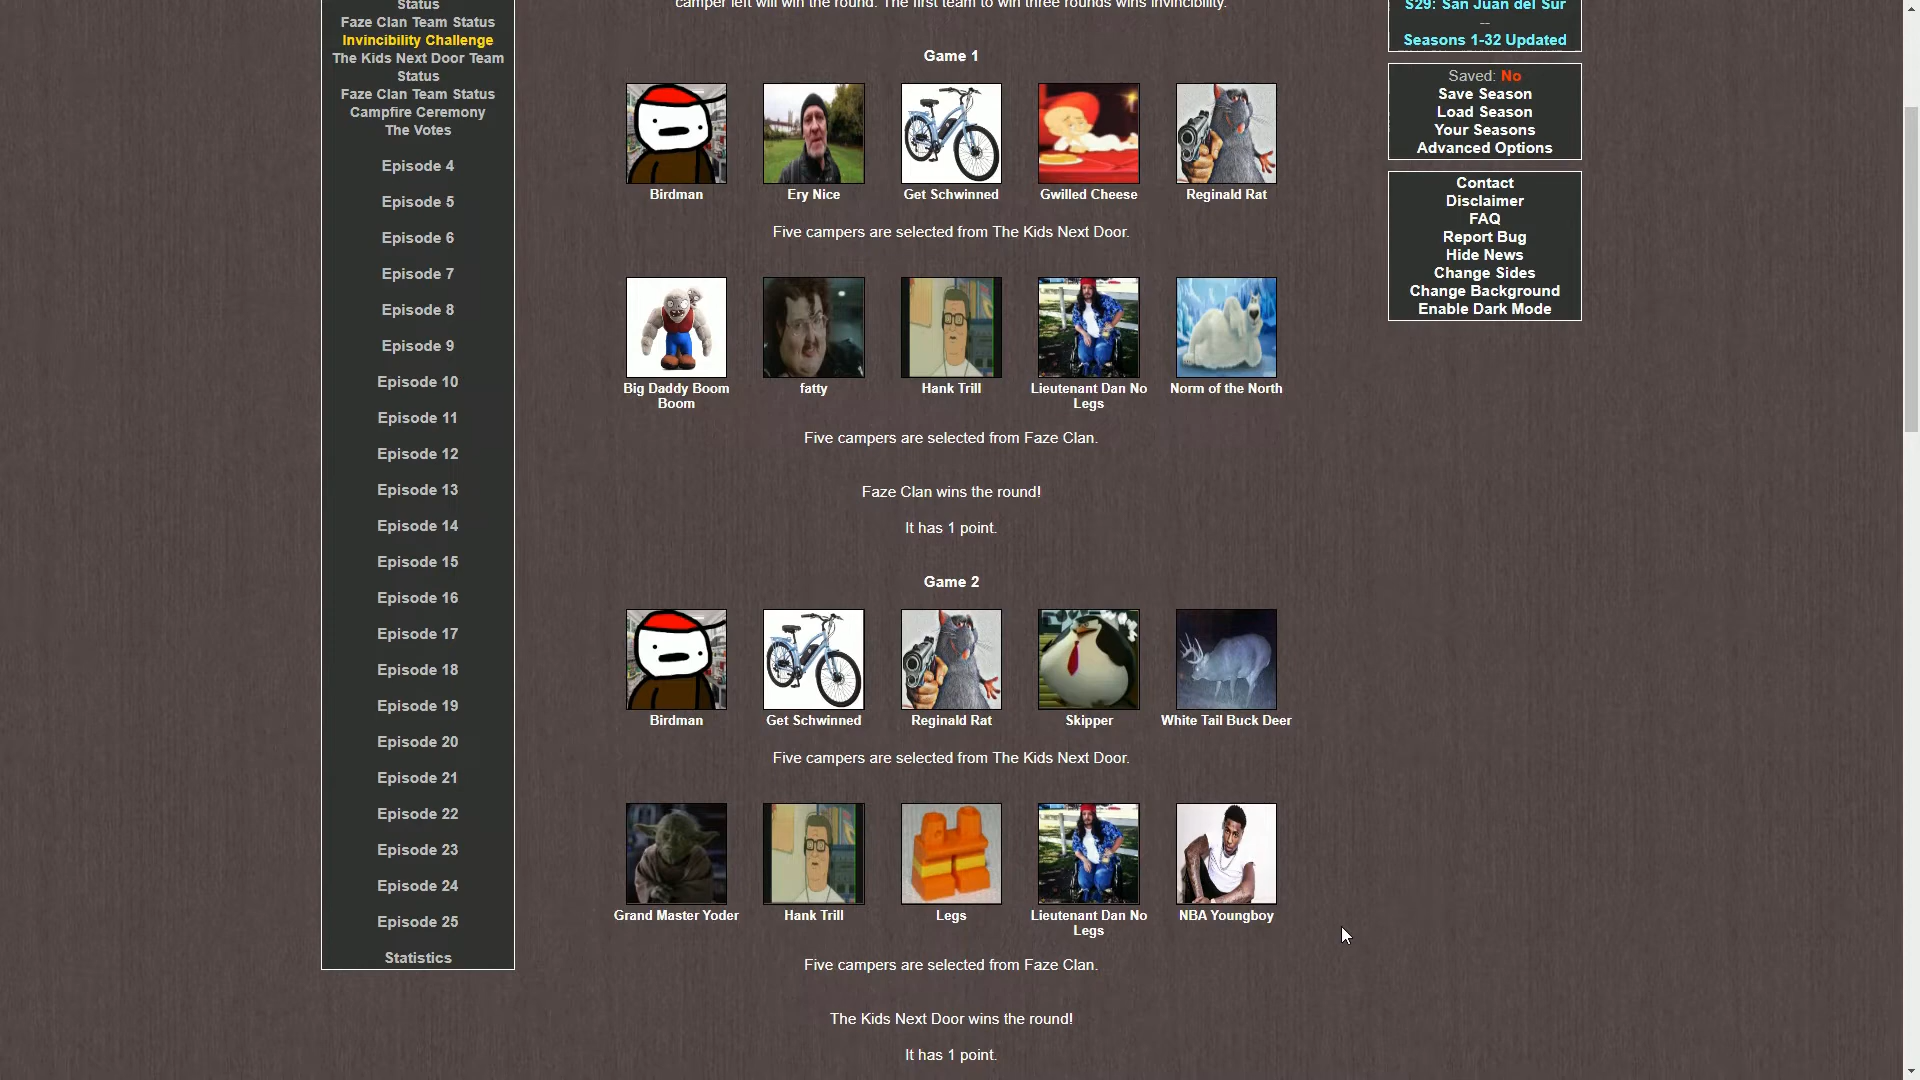 Status
Faze Clan Team Status
Invincibility Challenge
The Kids Next Door Team
Status
Faze Clan Team Status
Campfire Ceremony
The Votes
Episode 4
Episode 5
Episode 6
Episode 7
Episode 8
Episode 9
Episode 10
Episode 11
Episode 12
Episode 13
Episode 14
Episode 15
Episode 16
Episode 17
Episode 18
Episode 19
Episode 20
Episode 21
Episode 22
Episode 23
Episode 24
Episode 25
Statistics
camper left will win the round. The first team to win three rounds wins invincibility.
Game 1
Birdman
Ery Nice
Get Schwinned
Gwilled Cheese
Reginald Rat
Five campers are selected from The Kids Next Door.
Big Daddy Boom
Boom
fatty
Hank Trill
Lieutenant Dan No
Legs
Norm of the North
Five campers are selected from Faze Clan.
Faze Clan wins the round!
It has 1 point.
Game 2
Birdman
Get Schwinned
Reginald Rat
Skipper
White Tail Buck Deer
Five campers are selected from The Kids Next Door.
Grand Master Yoder
Hank Trill
Legs
Lieutenant Dan No
Legs
NBA Youngboy
Five campers are selected from Faze Clan.
The Kids Next Door wins the round!
It has 1 point.
S29: San Juan del Sur
--
Seasons 1-32 Updated
Saved: No
Save Season
Load Season
Your Seasons
Advanced Options
Contact
Disclaimer
FAQ
Report Bug
Hide News
Change Sides
Change Background
Enable Dark Mode